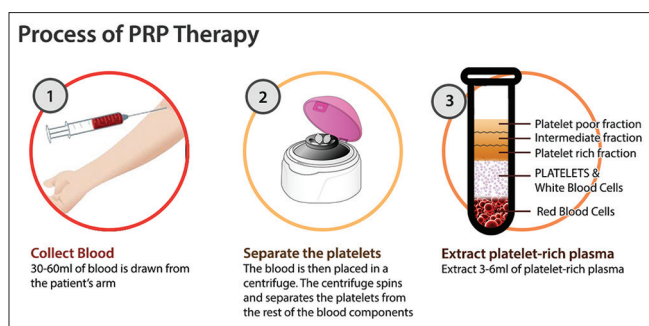 Process of PRP Therapy
1
2
3
Platelet poor fraction
Intermediate fraction
Platelet rich fraction
PLATELETS &
White Blood Cells
Red Blood Cells
Collect Blood
30-60ml of blood is drawn from
the patient's arm
Separate the platelets
The blood is then placed in a
centrifuge. The centrifuge spins
and separates the platelets from
the rest of the blood components
Extract platelet-rich plasma
Extract 3-6ml of platelet-rich plasma